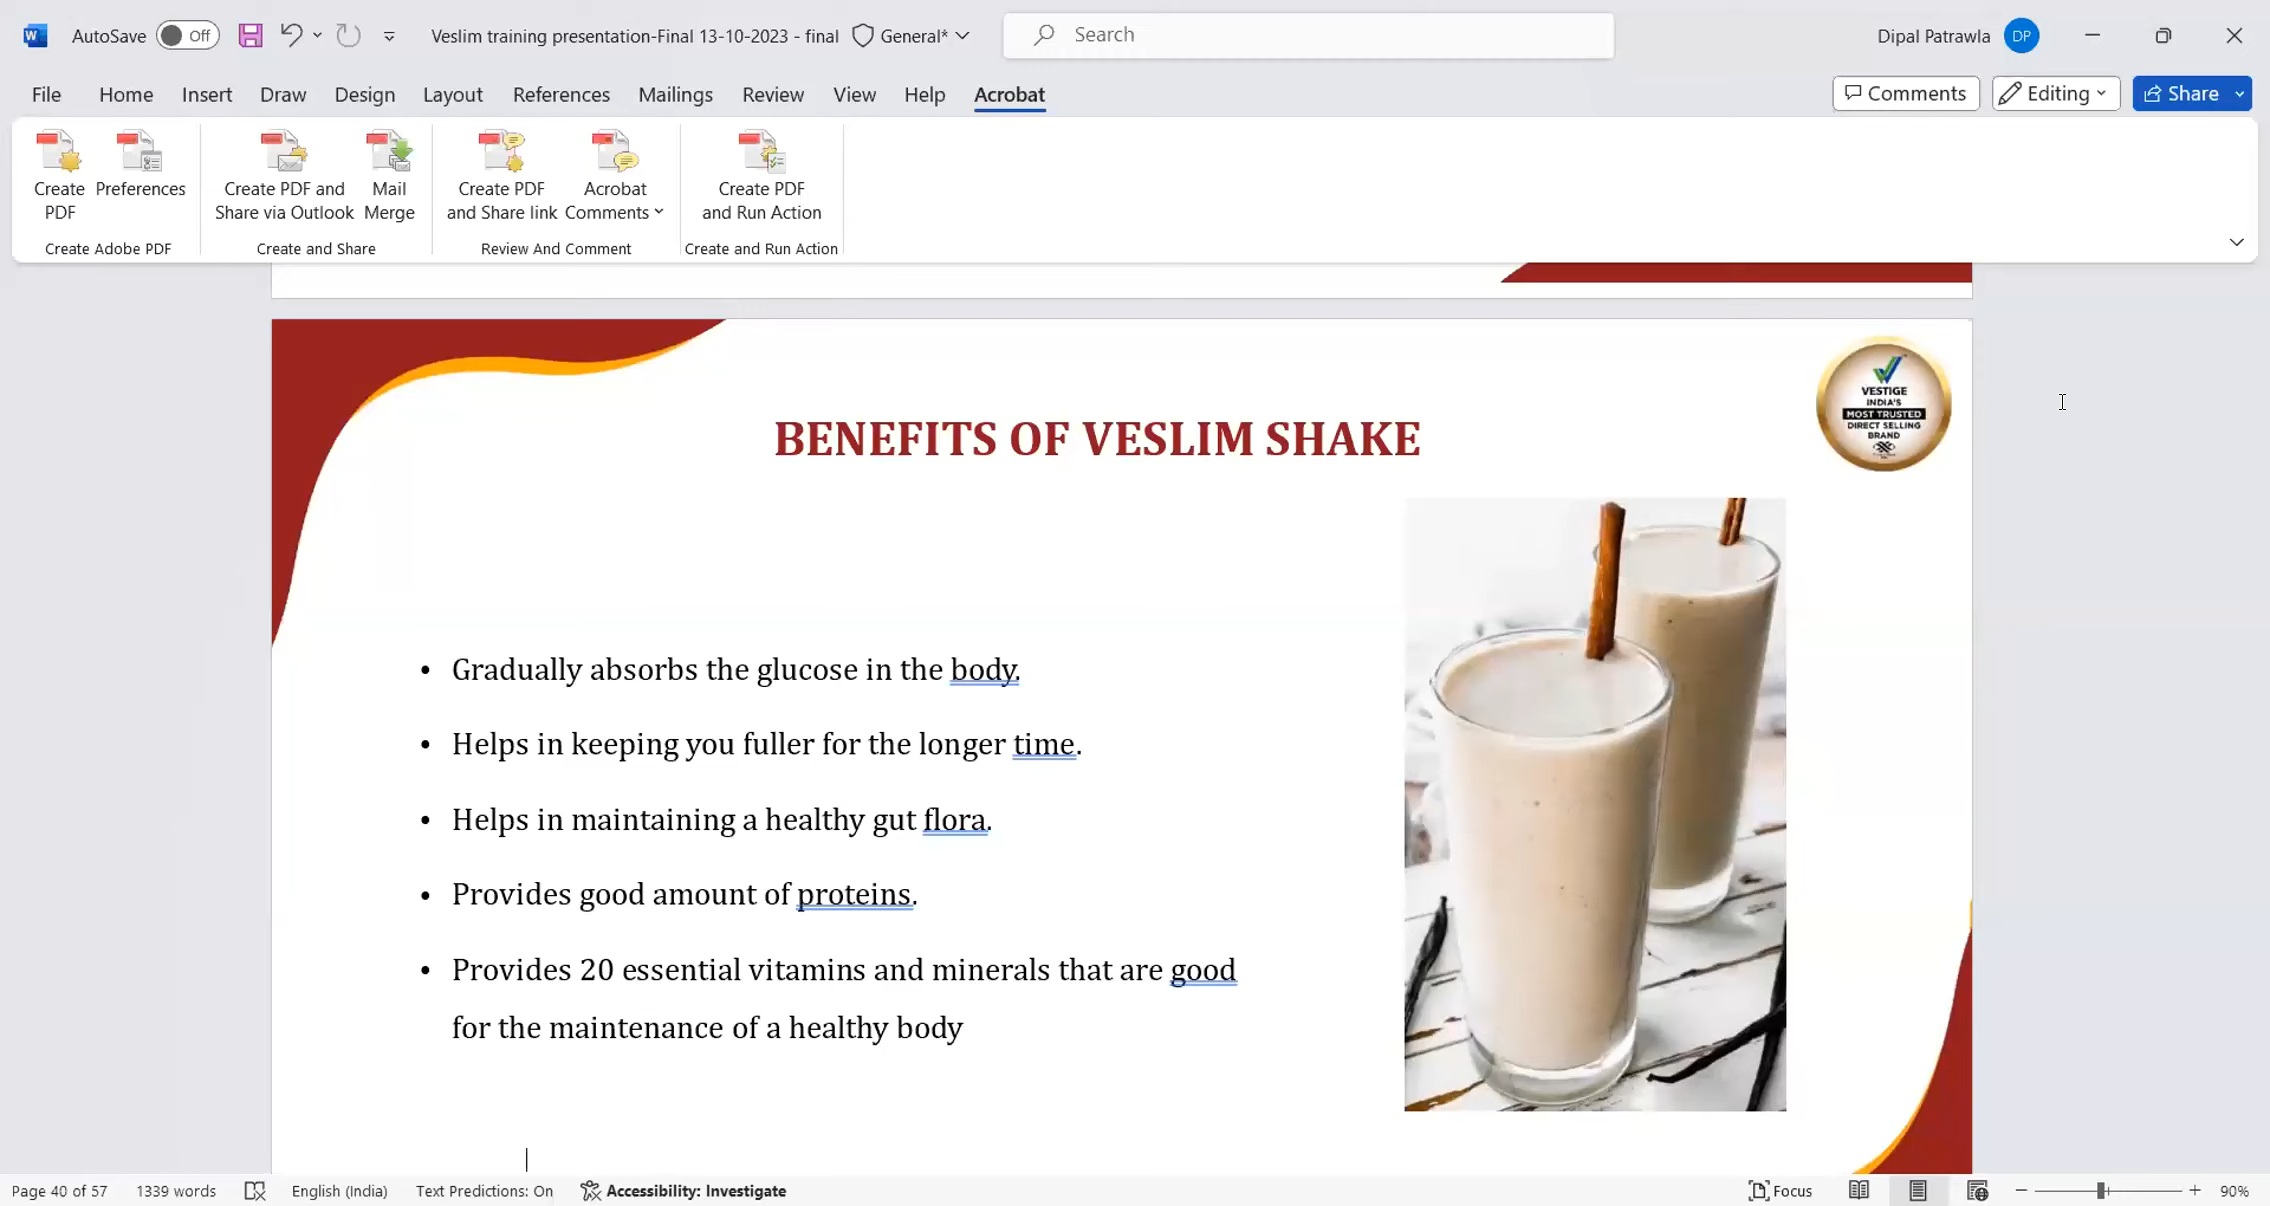 AutoSave Off Veslim training presentation-Final 13-10-2023 - final General* Search Dipal Patrawla DP
File Home Insert Draw Design Layout References Mailings Review View Help Acrobat Comments Editing Share
Create PDF
Preferences
Create PDF and Share via Outlook
Mail Merge
Create PDF and Share link
Acrobat Comments
Create PDF and Run Action
Create Adobe PDF Create and Share Review And Comment Create and Run Action
VESTIGE
INDIA'S
MOST TRUSTED
DIRECT SELLING
BRAND
BENEFITS OF VESLIM SHAKE
• Gradually absorbs the glucose in the body.
• Helps in keeping you fuller for the longer time.
• Helps in maintaining a healthy gut flora.
• Provides good amount of proteins.
• Provides 20 essential vitamins and minerals that are good
for the maintenance of a healthy body
Page 40 of 57 1339 words English (India) Text Predictions: On Accessibility: Investigate Focus 90%